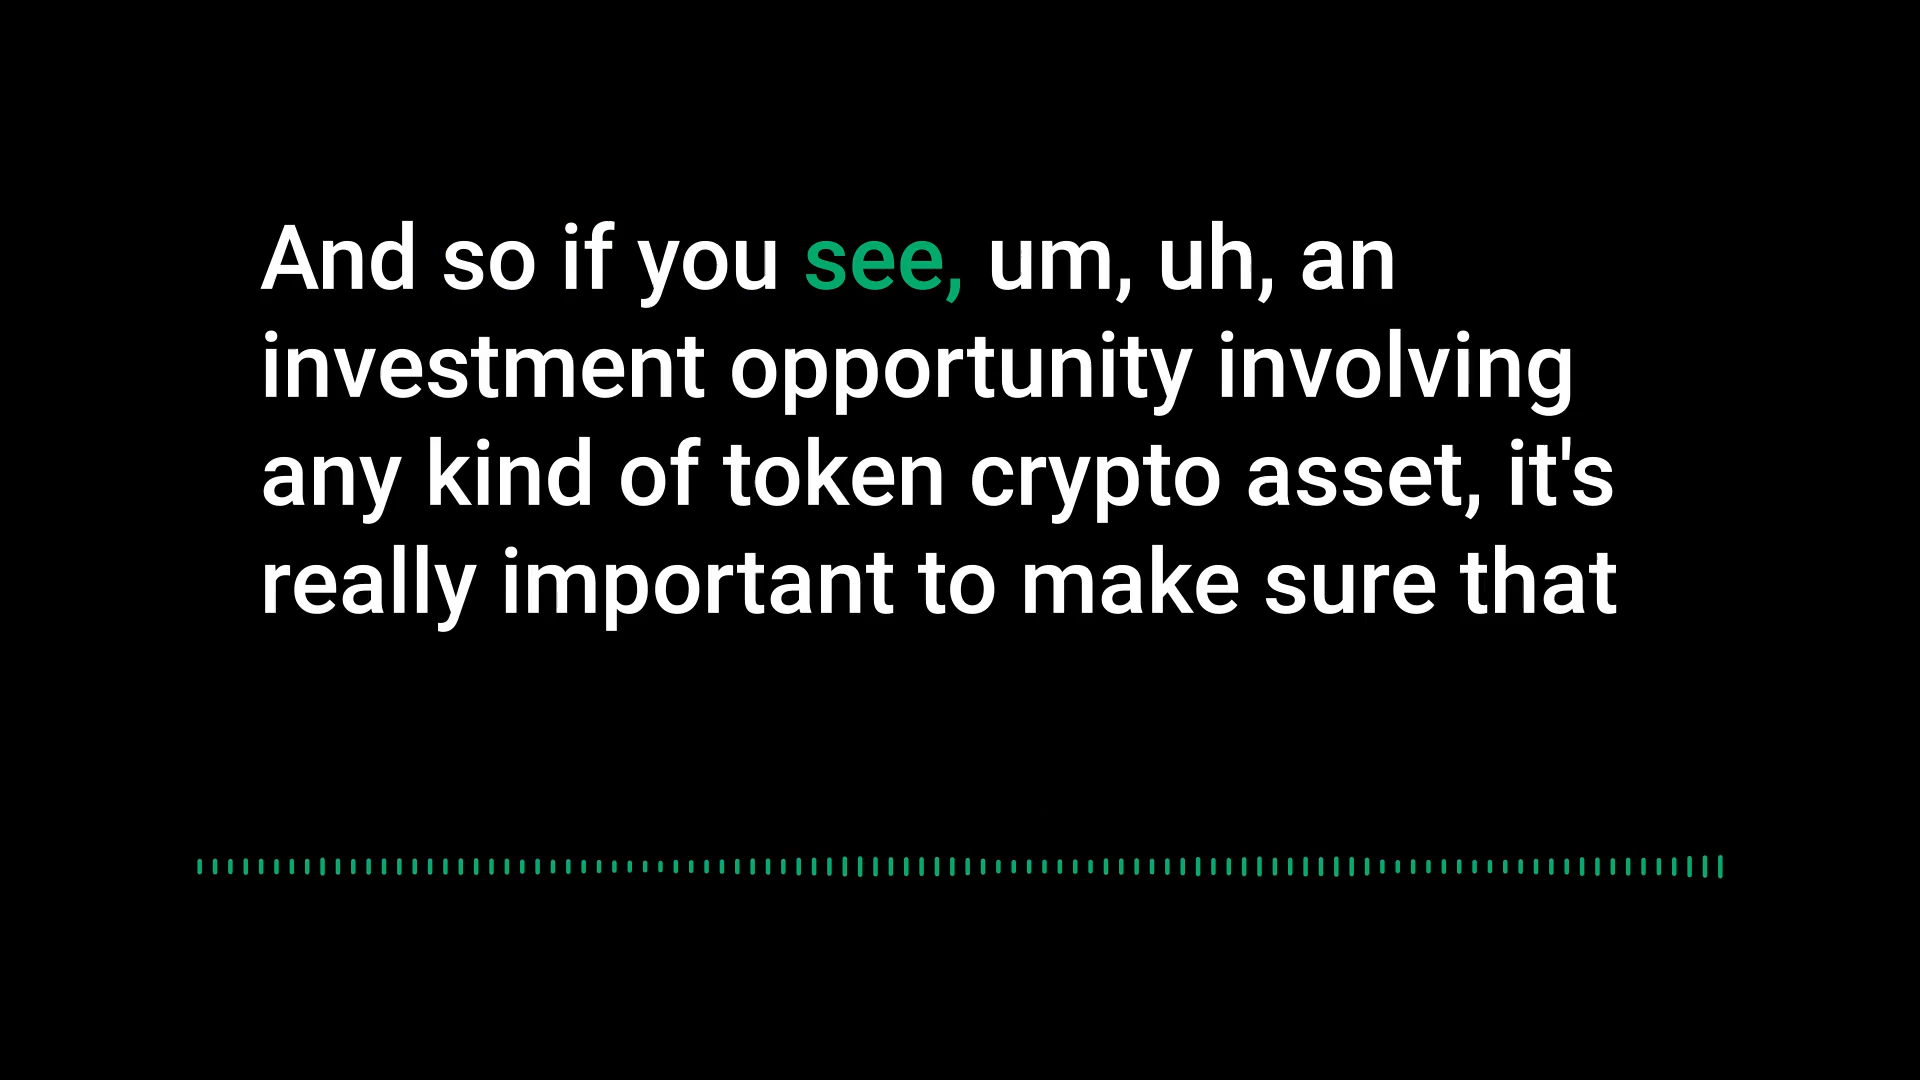 And so if you see, um, uh, an
investment opportunity involving
any kind of token crypto asset, it's
really important to make sure that